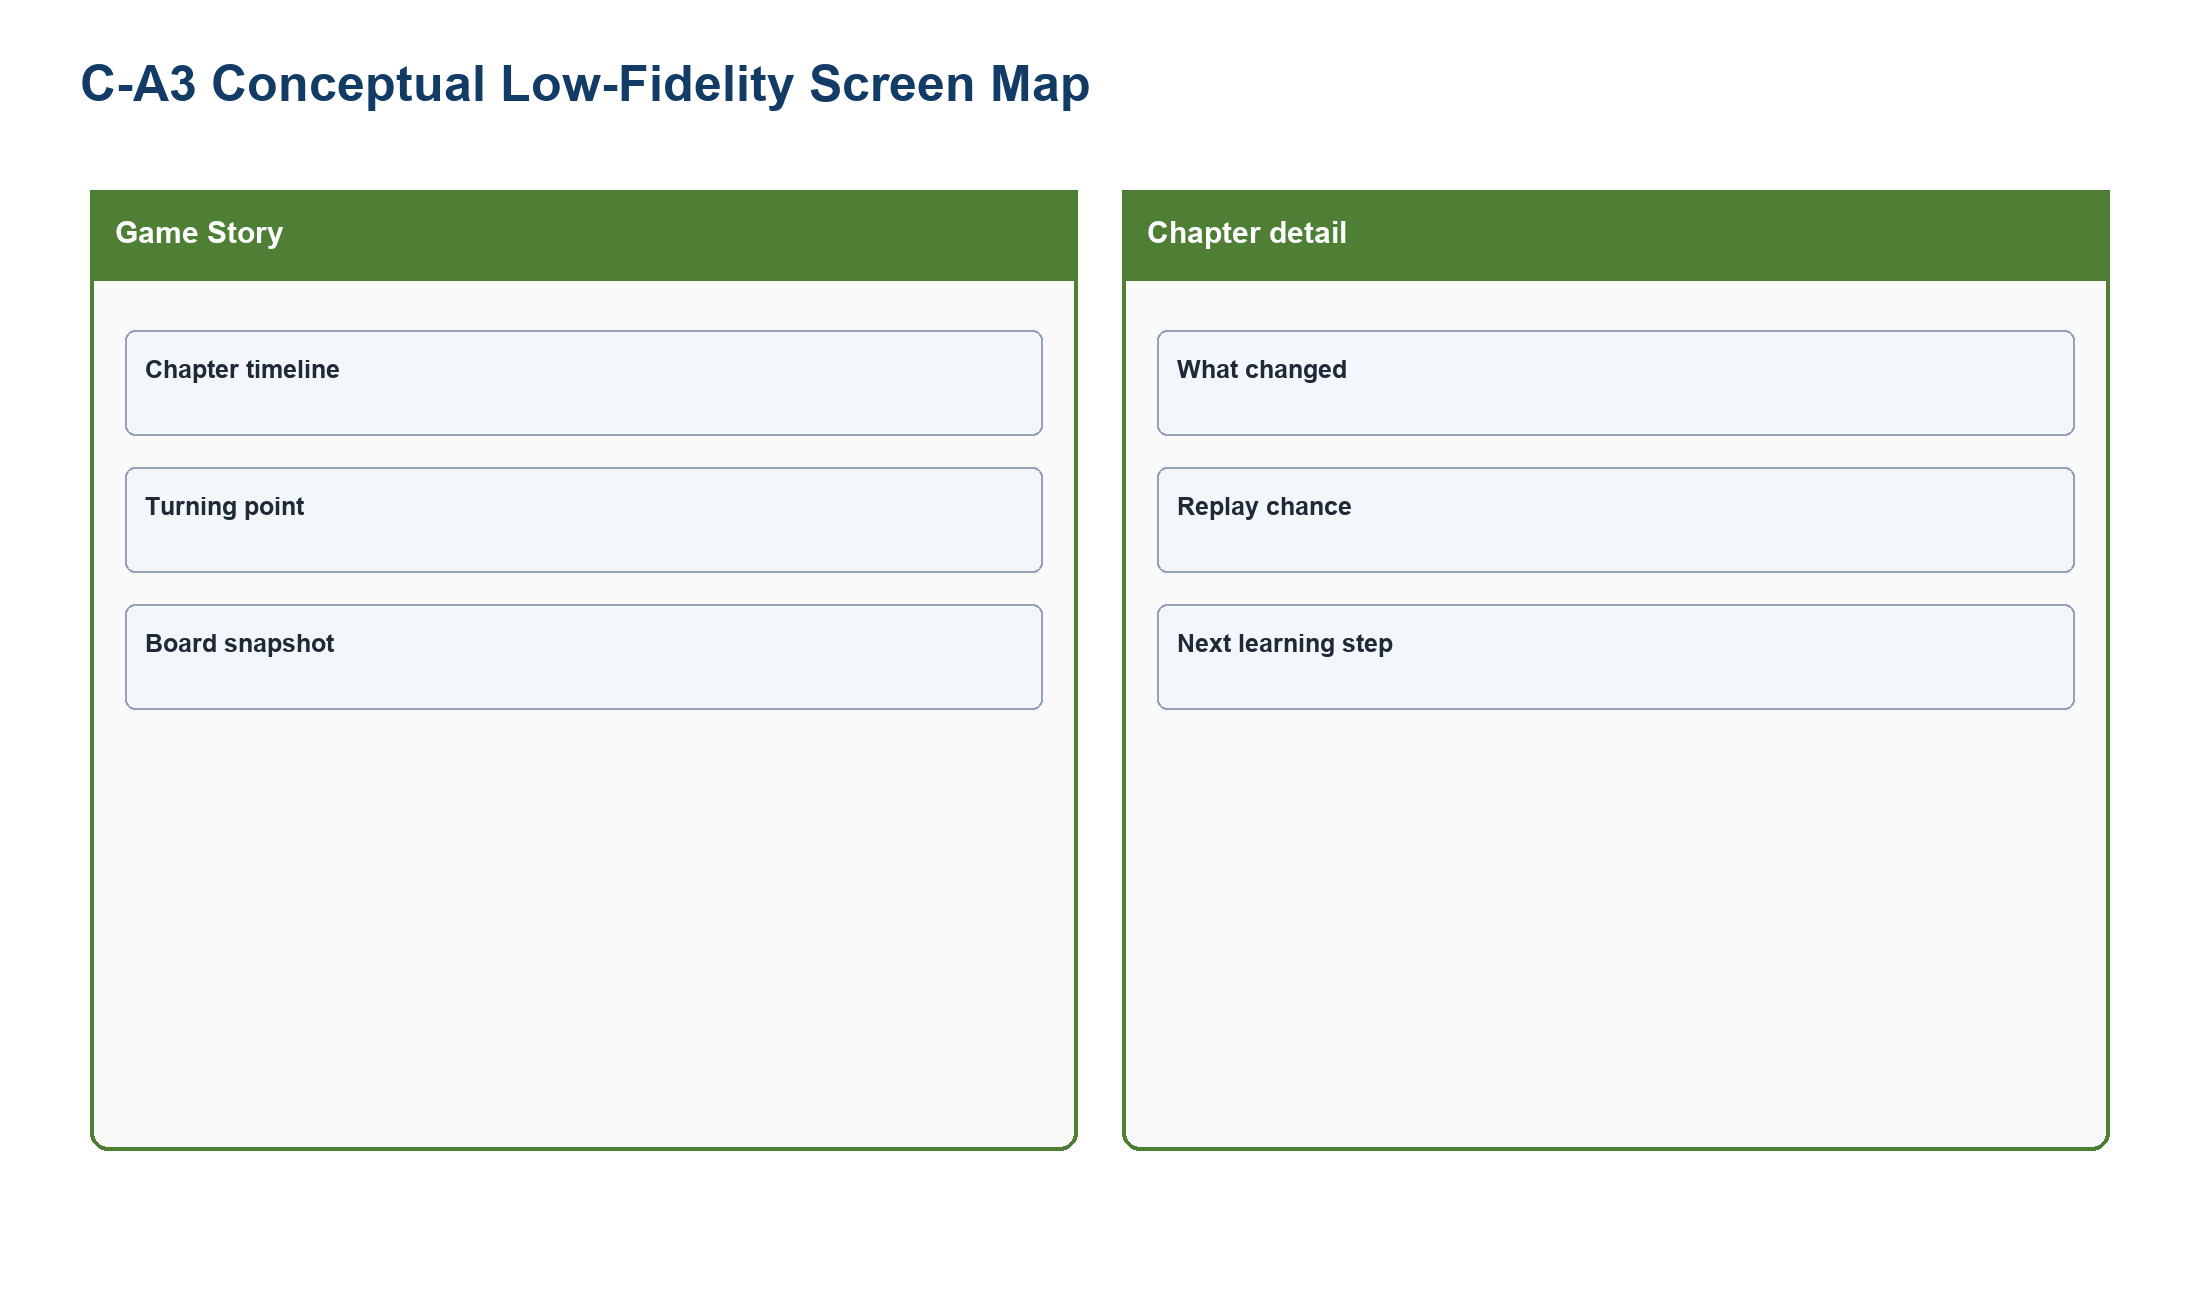 C-A3 Conceptual Low-Fidelity Screen Map
Game Story
Chapter timeline
Turning point
Board snapshot
Chapter detail
What changed
Replay chance
Next learning step